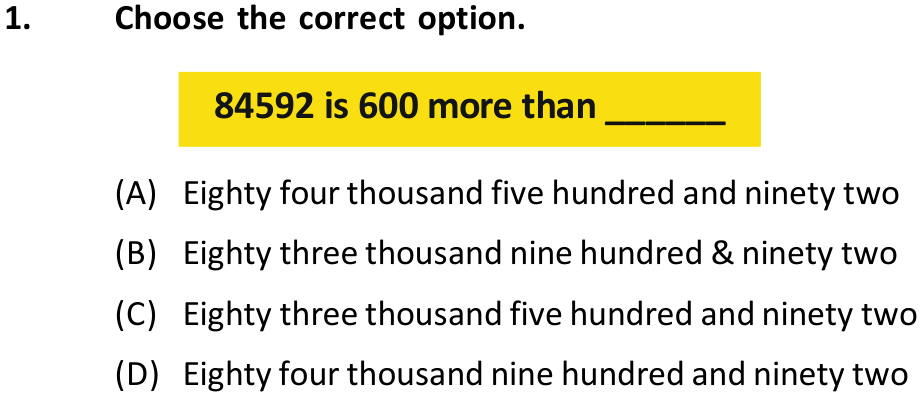 1. Choose the correct option.
84592 is 600 more than ______
(A) Eighty four thousand five hundred and ninety two
(B) Eighty three thousand nine hundred & ninety two
(C) Eighty three thousand five hundred and ninety two
(D) Eighty four thousand nine hundred and ninety two